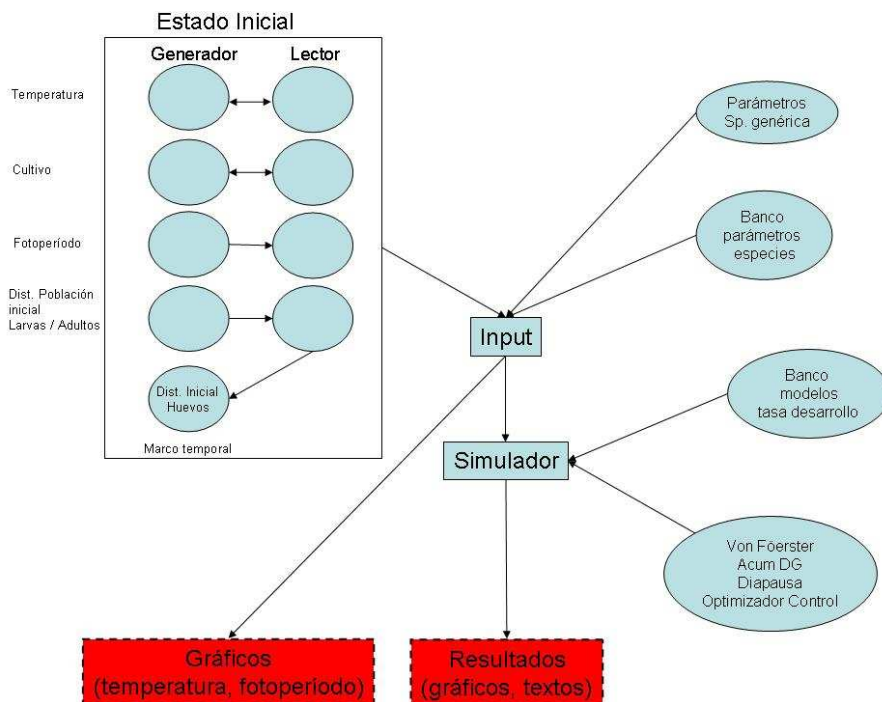 Estado Inicial
Generador
Lector
Temperatura
Cultivo
Fotoperíodo
Dist. Población
inicial
Larvas / Adultos
Dist. Inicial
Huevos
Marco temporal
Parámetros
Sp. genérica
Banco
parámetros
especies
Input
Banco
modelos
tasa desarrollo
Simulador
Von Föerster
Acum DG
Diapausa
Optimizador Control
Gráficos
(temperatura, fotoperíodo)
Resultados
(gráficos, textos)